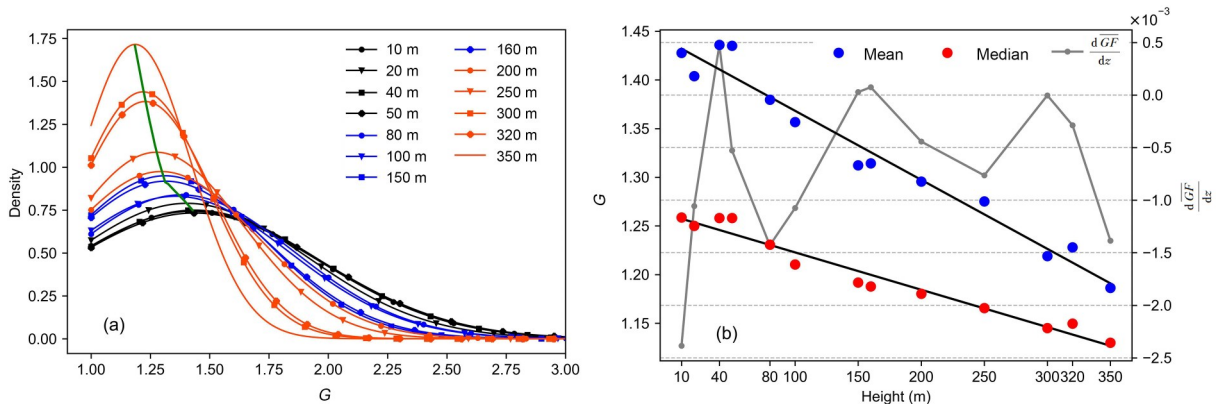 1.75
1.50
1.25
1.00
0.75
0.50
0.25
0.00
Density
10 m
20 m
40 m
50 m
80 m
100 m
150 m
160 m
200 m
250 m
300 m
320 m
350 m
(a)
1.00 1.25 1.50 1.75 2.00 2.25 2.50 2.75 3.00
G
1.45
1.40
1.35
1.30
1.25
1.20
1.15
G
Mean
Median
d GF
dz
(b)
10 40 80 100 150 200 250 300 320 350
Height (m)
×10⁻³
0.5
0.0
−0.5
−1.0
−1.5
−2.0
−2.5
d GF
dz